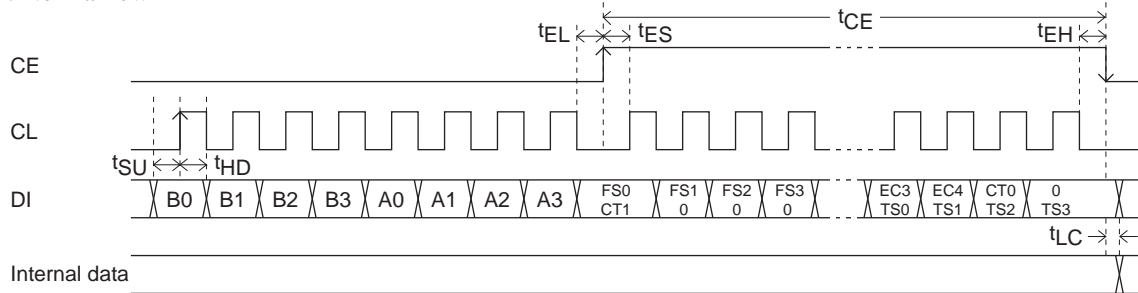 tCE
tEL tES tEH
CE
CL
tSU tHD
DI B0 B1 B2 B3 A0 A1 A2 A3 FS0 FS1 FS2 FS3 EC3 EC4 CT0 0
CT1 0 0 0 TS0 TS1 TS2 TS3
tLC
Internal data